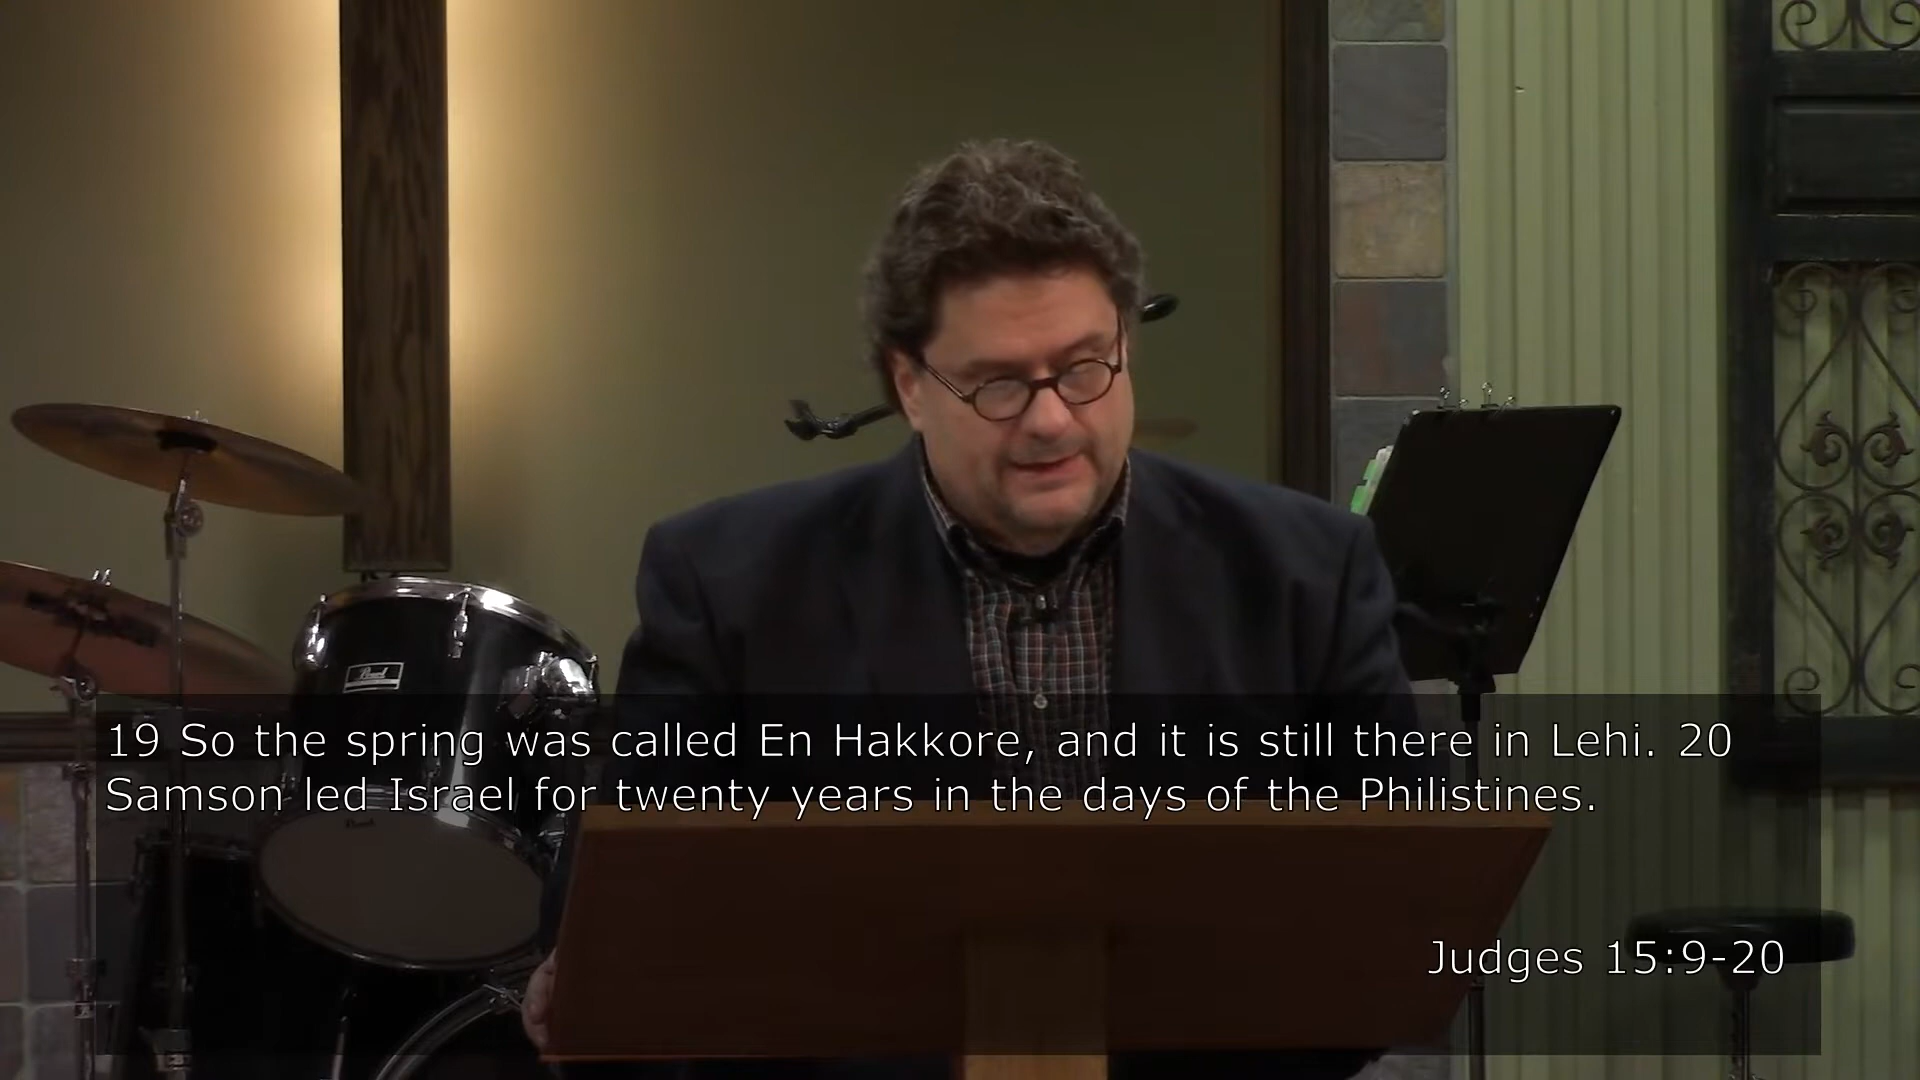 Pearl
19 So the spring was called En Hakkore, and it is still there in Lehi. 20
Samson led Israel for twenty years in the days of the Philistines.
Judges 15:9-20